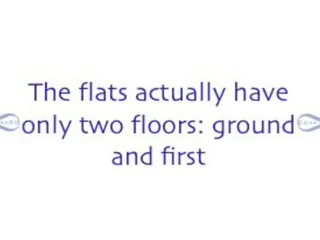 The flats actually have
only two floors: ground
and first